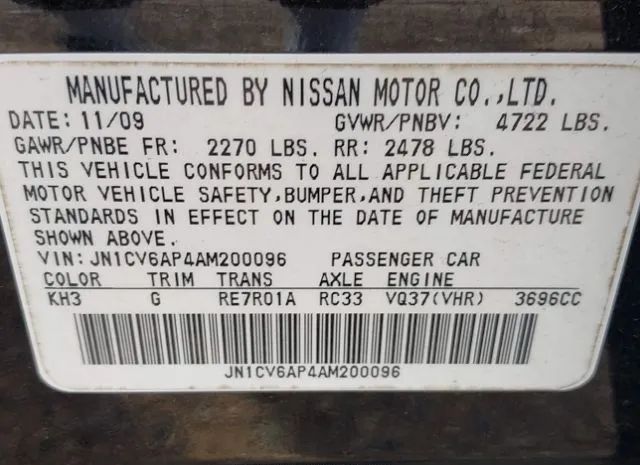 MANUFACTURED BY NISSAN MOTOR CO.,LTD.
DATE: 11/09 GVWR/PNBV: 4722 LBS.
GAWR/PNBE FR: 2270 LBS. RR: 2478 LBS.
THIS VEHICLE CONFORMS TO ALL APPLICABLE FEDERAL
MOTOR VEHICLE SAFETY,BUMPER,AND THEFT PREVENTION
STANDARDS IN EFFECT ON THE DATE OF MANUFACTURE
SHOWN ABOVE.
VIN: JN1CV6AP4AM200096 PASSENGER CAR
COLOR TRIM TRANS AXLE ENGINE
KH3 G RE7R01A RC33 VQ37(VHR) 3696CC
JN1CV6AP4AM200096